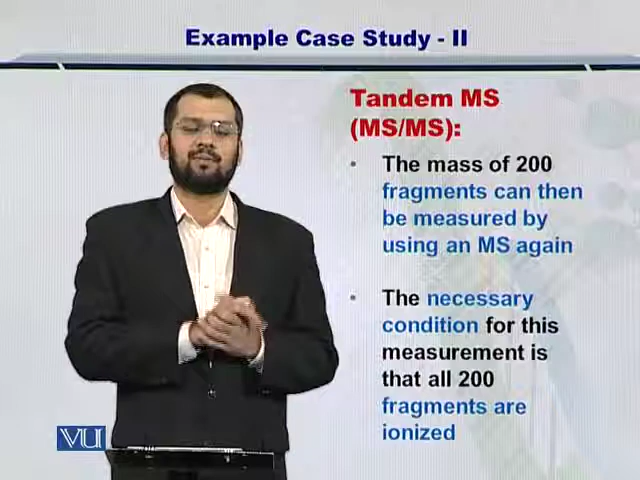 Example Case Study - II
Tandem MS
(MS/MS):
• The mass of 200
fragments can then
be measured by
using an MS again
• The necessary
condition for this
measurement is
that all 200
fragments are
ionized
VU